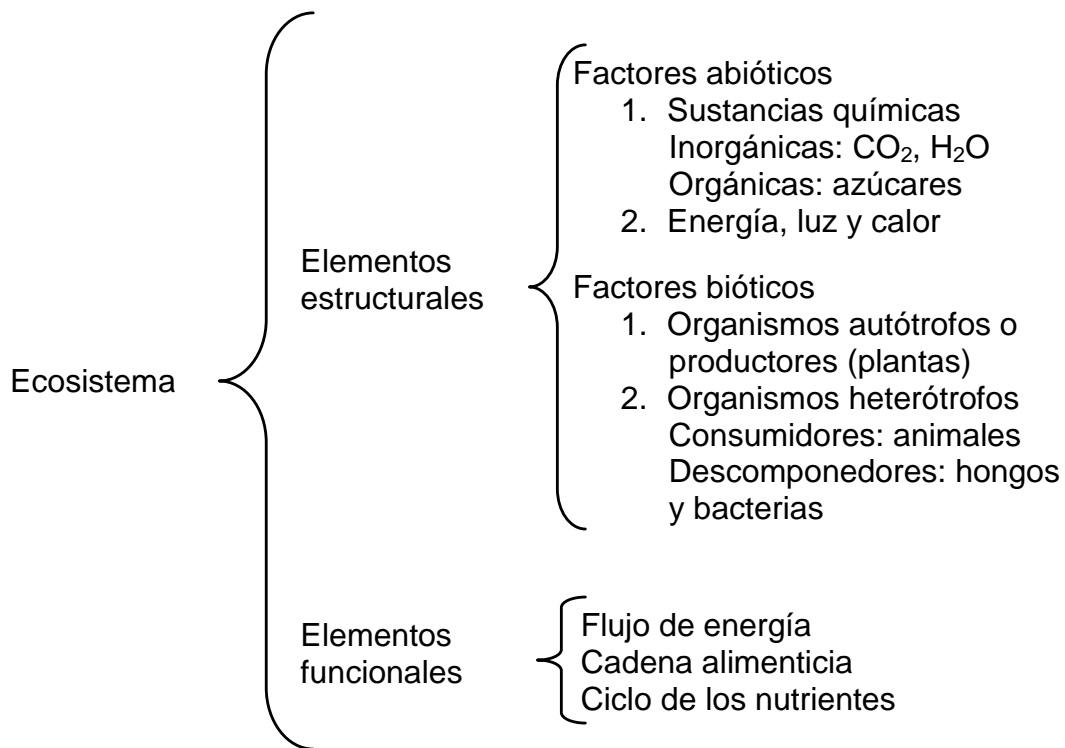 Ecosistema
Elementos
estructurales
Factores abióticos
1. Sustancias químicas
Inorgánicas: CO₂, H₂O
Orgánicas: azúcares
2. Energía, luz y calor
Factores bióticos
1. Organismos autótrofos o
productores (plantas)
2. Organismos heterótrofos
Consumidores: animales
Descomponedores: hongos
y bacterias
Elementos
funcionales
Flujo de energía
Cadena alimenticia
Ciclo de los nutrientes